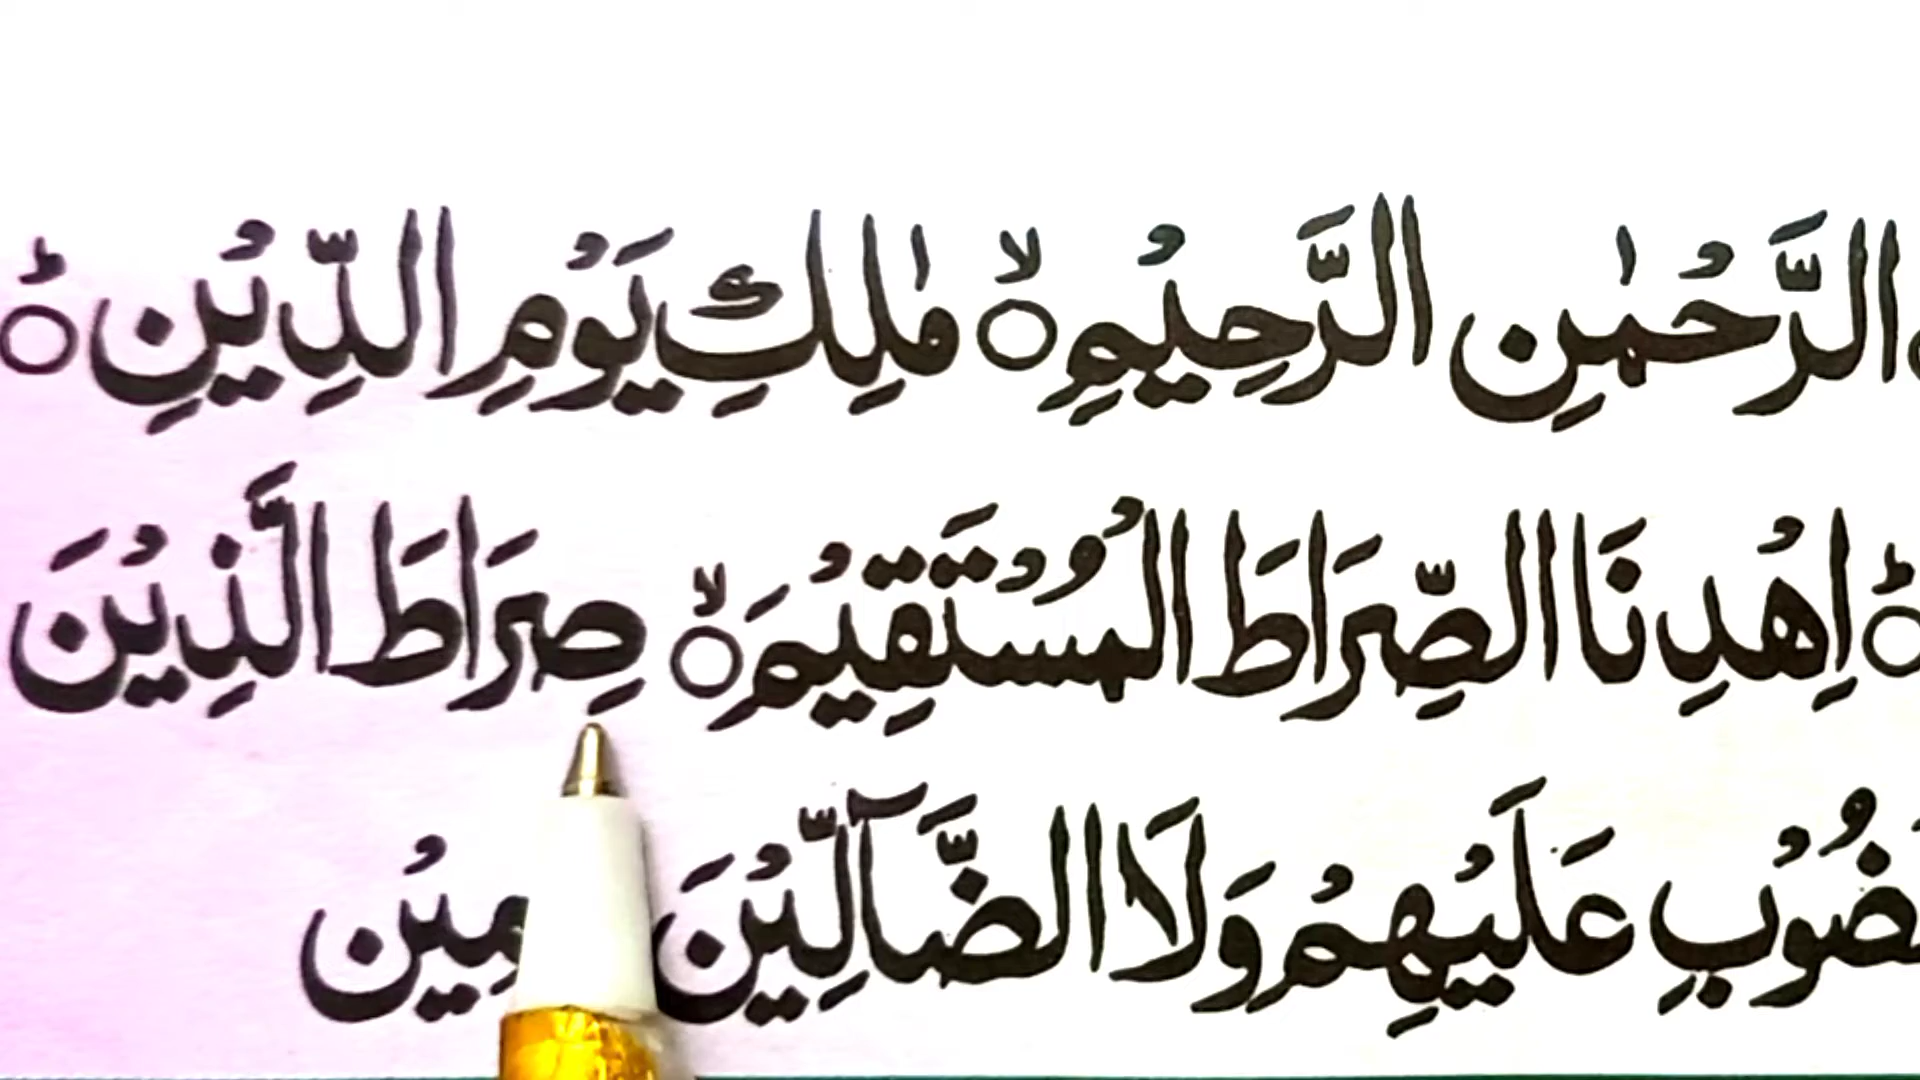 الرَّحْمٰنِ الرَّحِيْمِ ۙ مٰلِكِ يَوْمِ الدِّيْنِ ؕ
اِهْدِنَا الصِّرَاطَ الْمُسْتَقِيْمَ ۙ صِرَاطَ الَّذِيْنَ
عَلَيْهِمْ وَلَا الضَّآلِّيْنَ